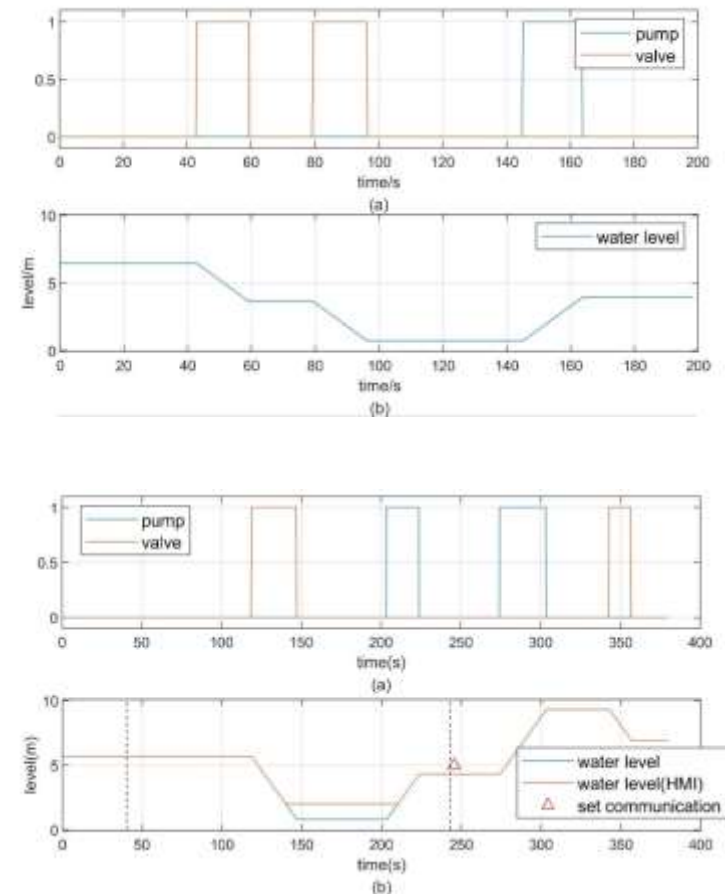 1
pump
valve
0.5
0
0 20 40 60 80 100 120 140 160 180 200
time/s
(a)
10
water level
level/m
5
0
0 20 40 60 80 100 120 140 160 180 200
time/s
(b)
1
pump
valve
0.5
0
0 50 100 150 200 250 300 350 400
time(s)
(a)
10
level(m)
5
water level
water level(HMI)
set communication
0
0 50 100 150 200 250 300 350 400
time(s)
(b)